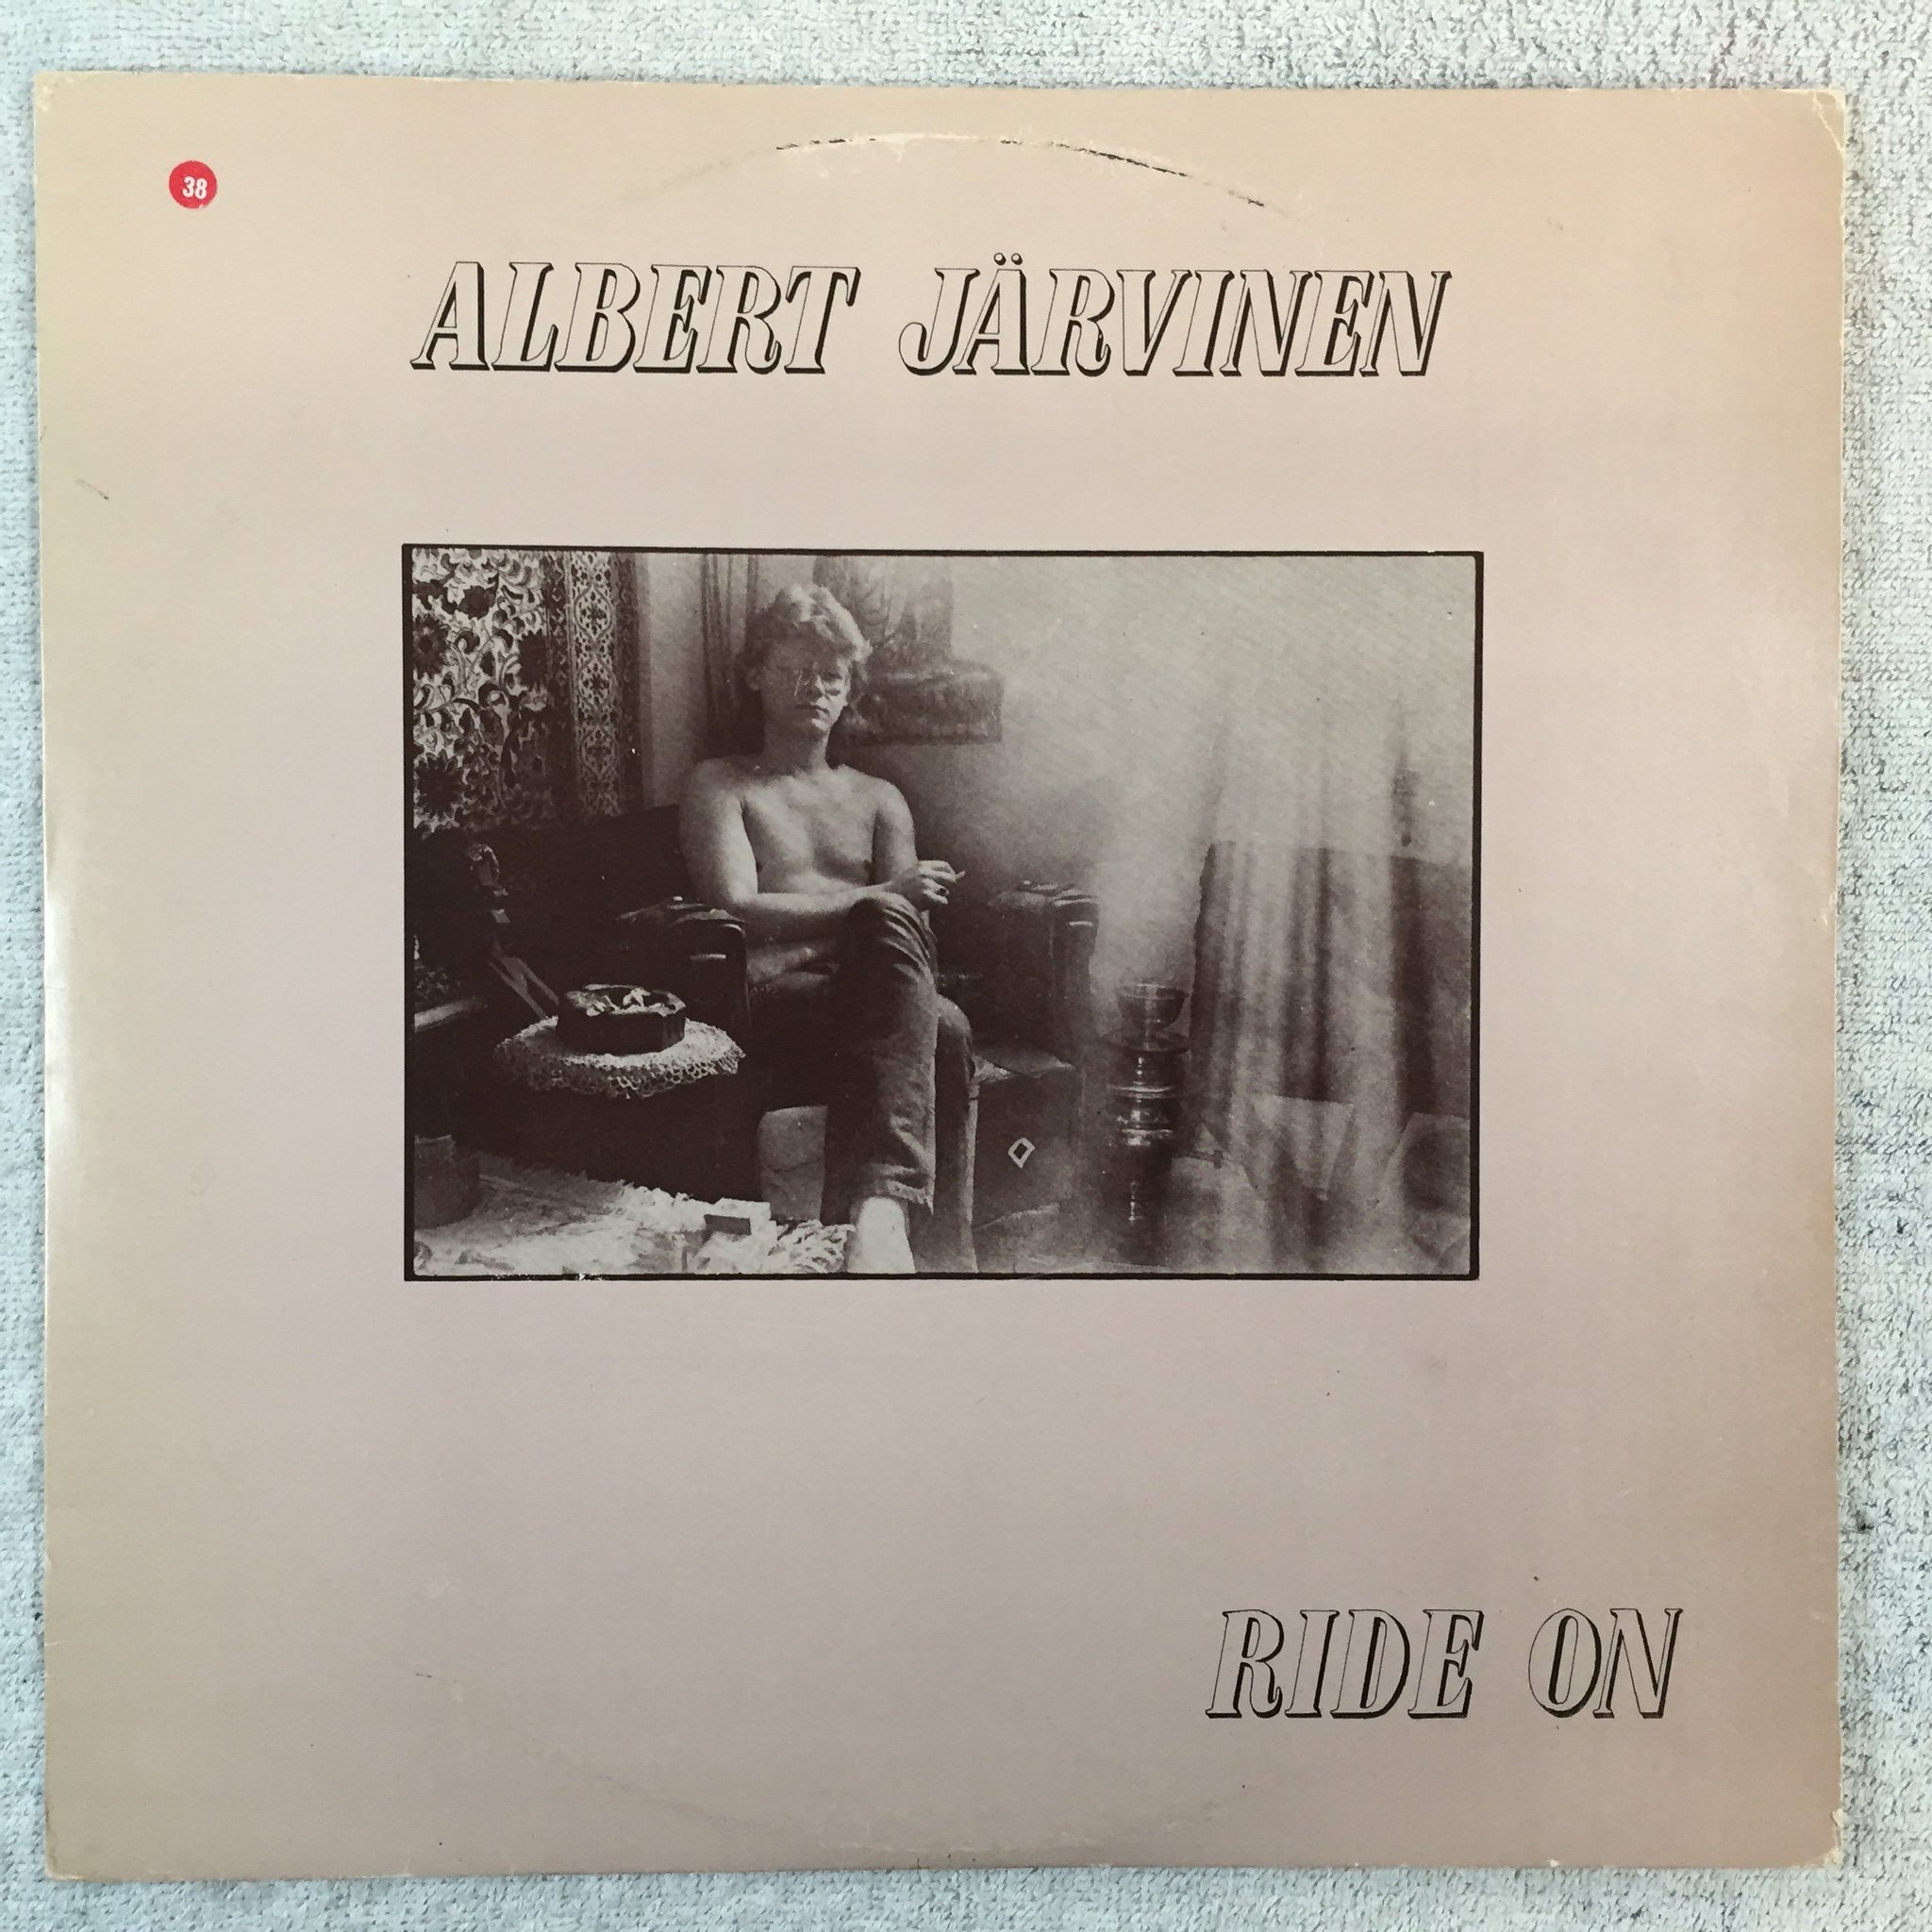 38
ALBERT JÄRVINEN
RIDE ON